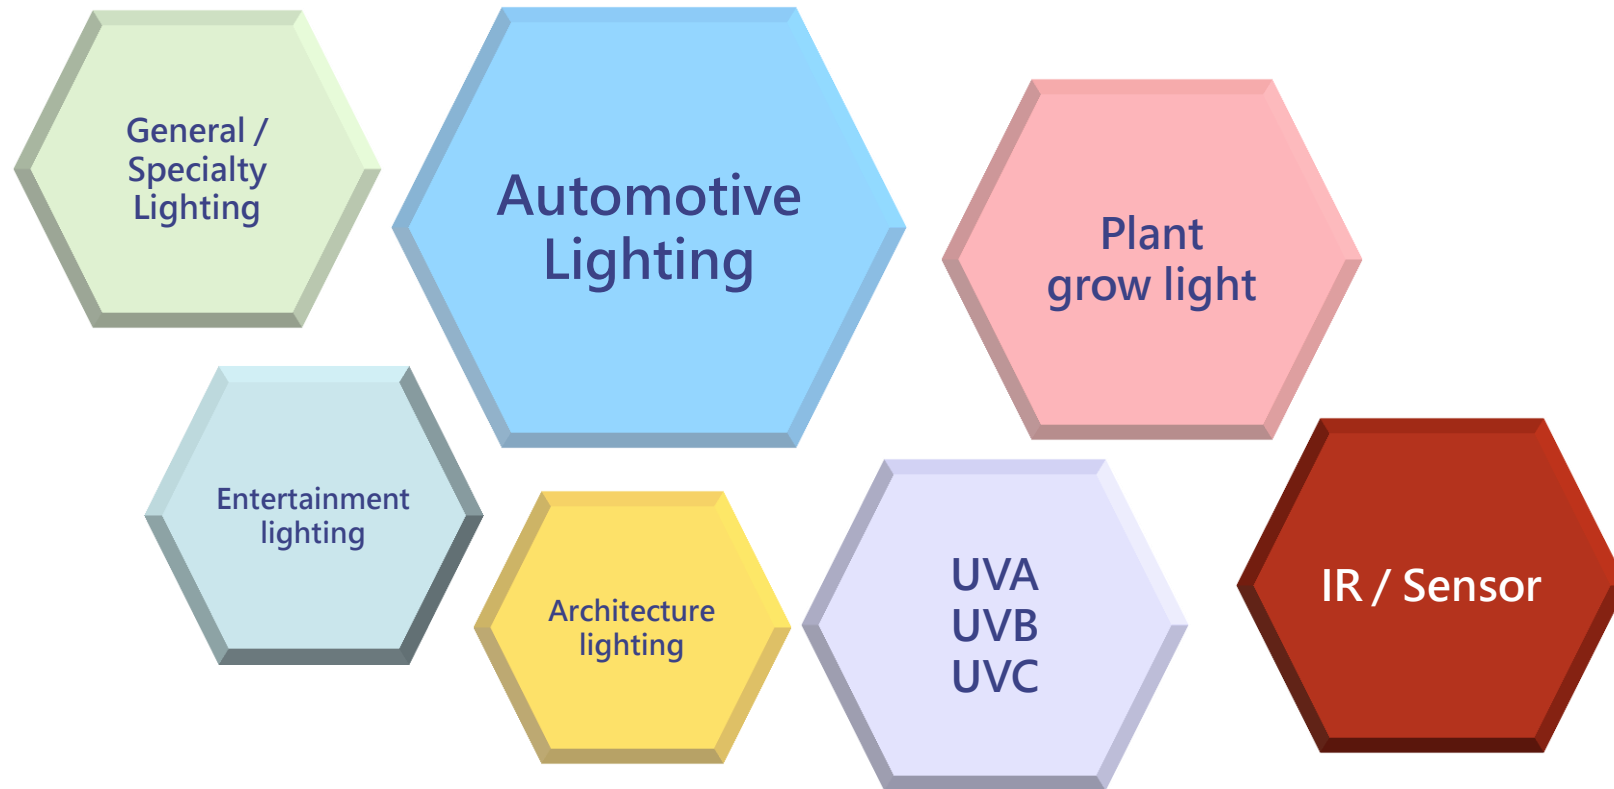 General /
Specialty
Lighting
Automotive
Lighting
Plant
grow light
Entertainment
lighting
Architecture
lighting
UVA
UVB
UVC
IR / Sensor